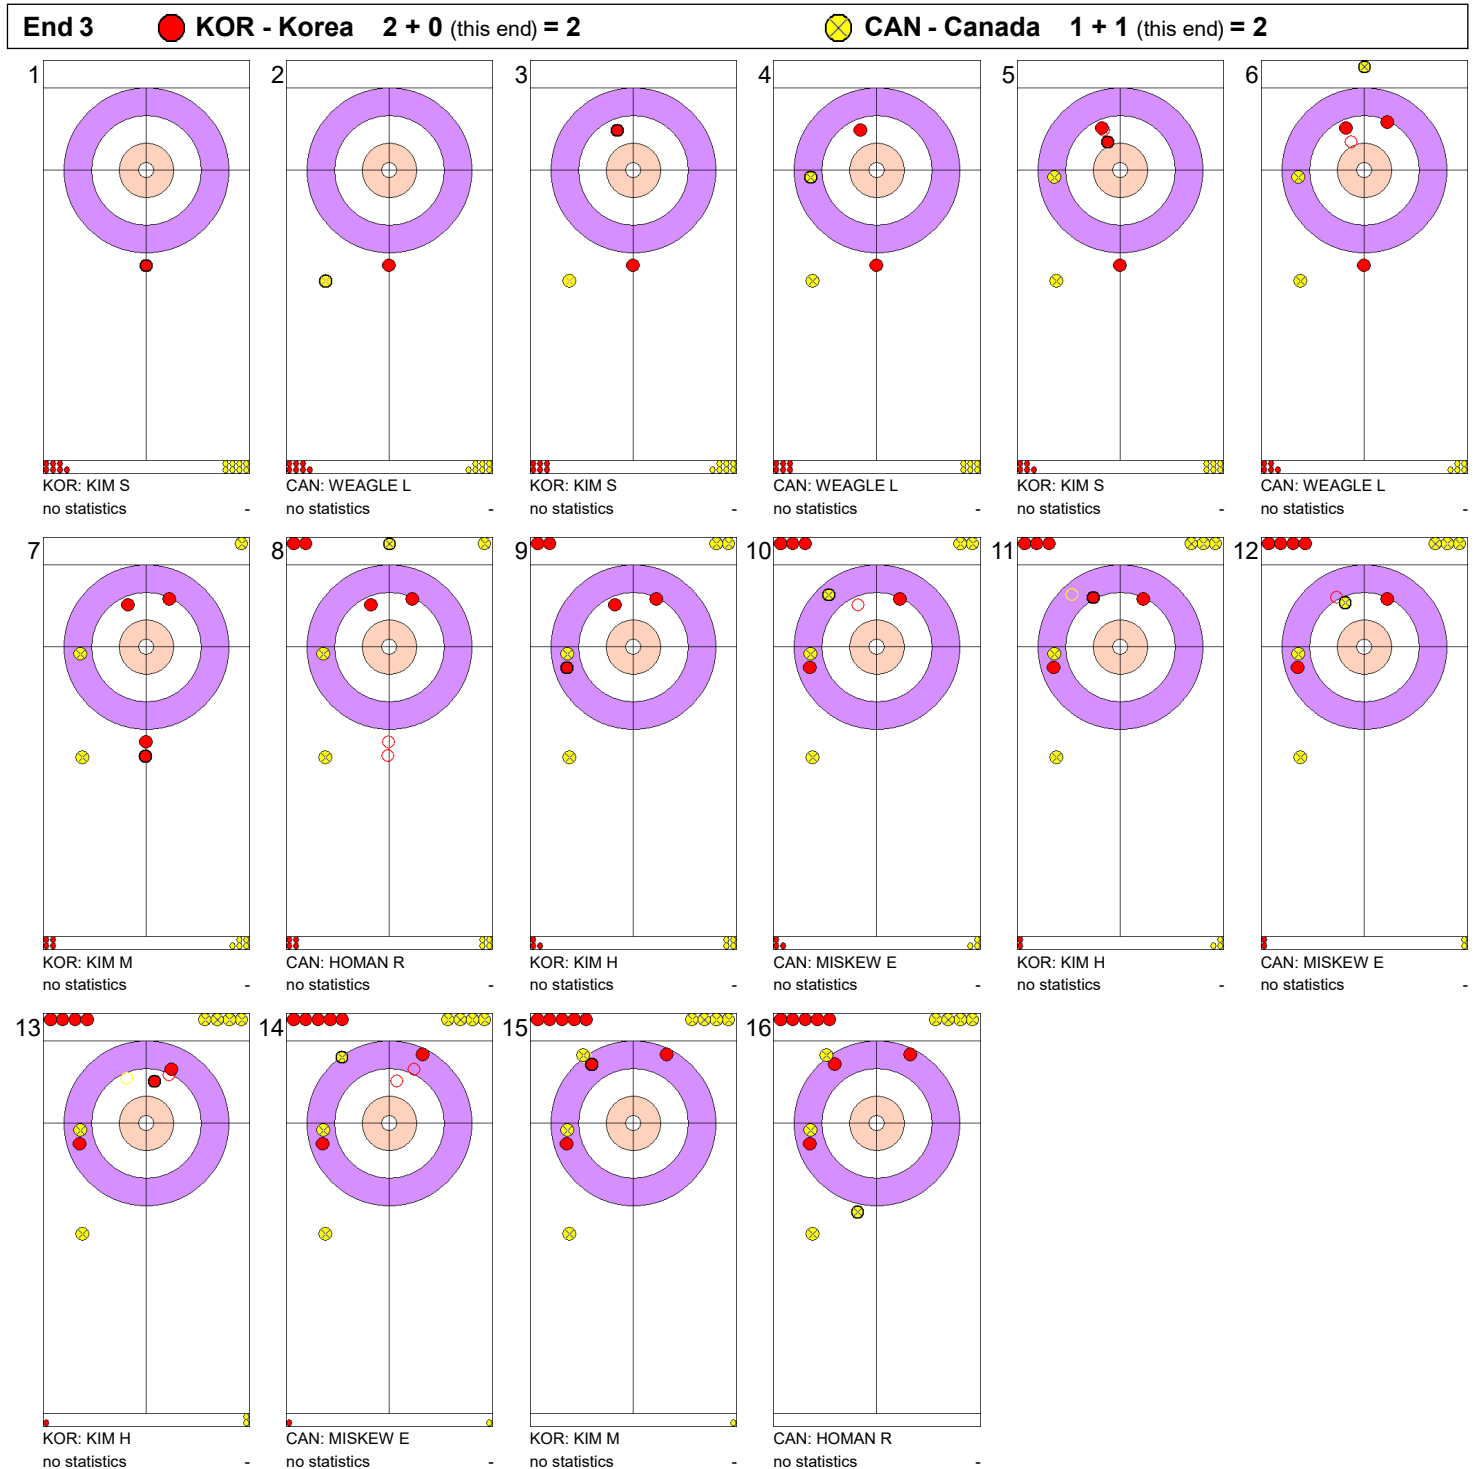 End 3 KOR - Korea 2 + 0 (this end) = 2 CAN - Canada 1 + 1 (this end) = 2
1 2 3 4 5 6
KOR: KIM S CAN: WEAGLE L KOR: KIM S CAN: WEAGLE L KOR: KIM S CAN: WEAGLE L
no statistics - no statistics - no statistics - no statistics - no statistics - no statistics -
7 8 9 10 11 12
KOR: KIM M CAN: HOMAN R KOR: KIM H CAN: MISKEW E KOR: KIM H CAN: MISKEW E
no statistics - no statistics - no statistics - no statistics - no statistics - no statistics -
13 14 15 16
KOR: KIM H CAN: MISKEW E KOR: KIM M CAN: HOMAN R
no statistics - no statistics - no statistics - no statistics -